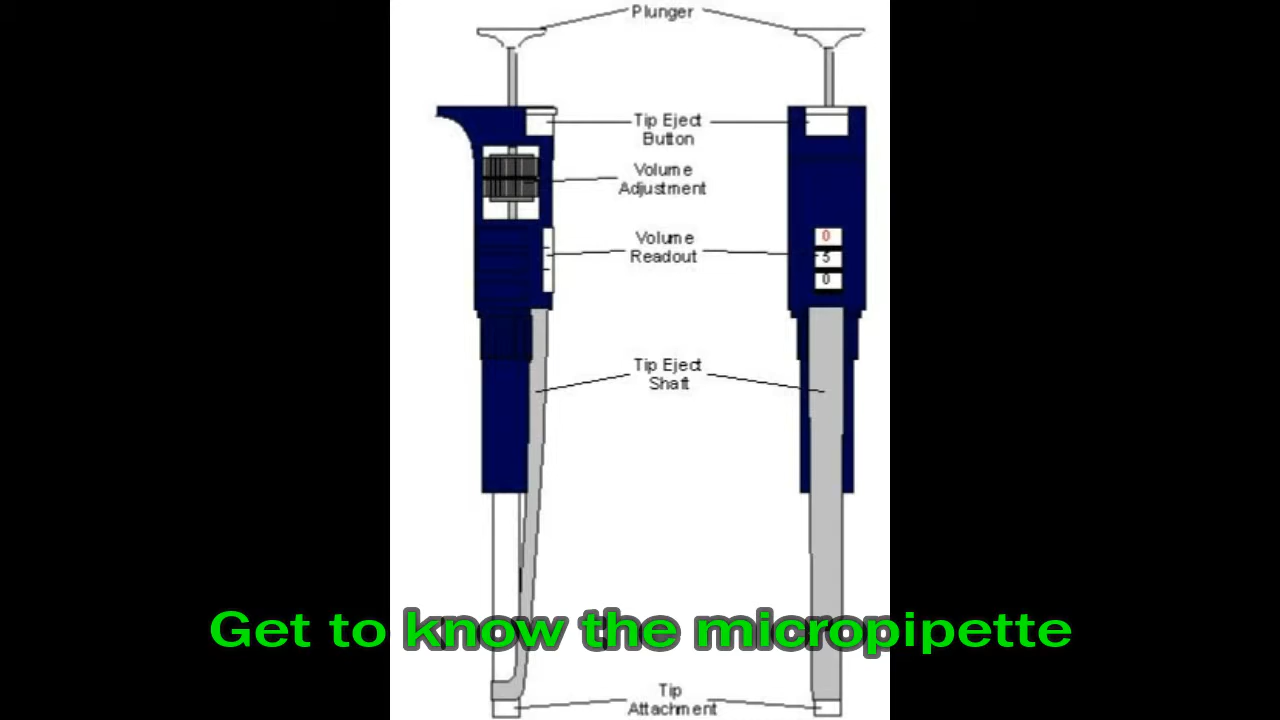 Plunger
Tip Eject
Button
Volume
Adjustment
Volume
Readout
0
5
0
Tip Eject
Shaft
Get to know the micropipette
Tip
Attachment